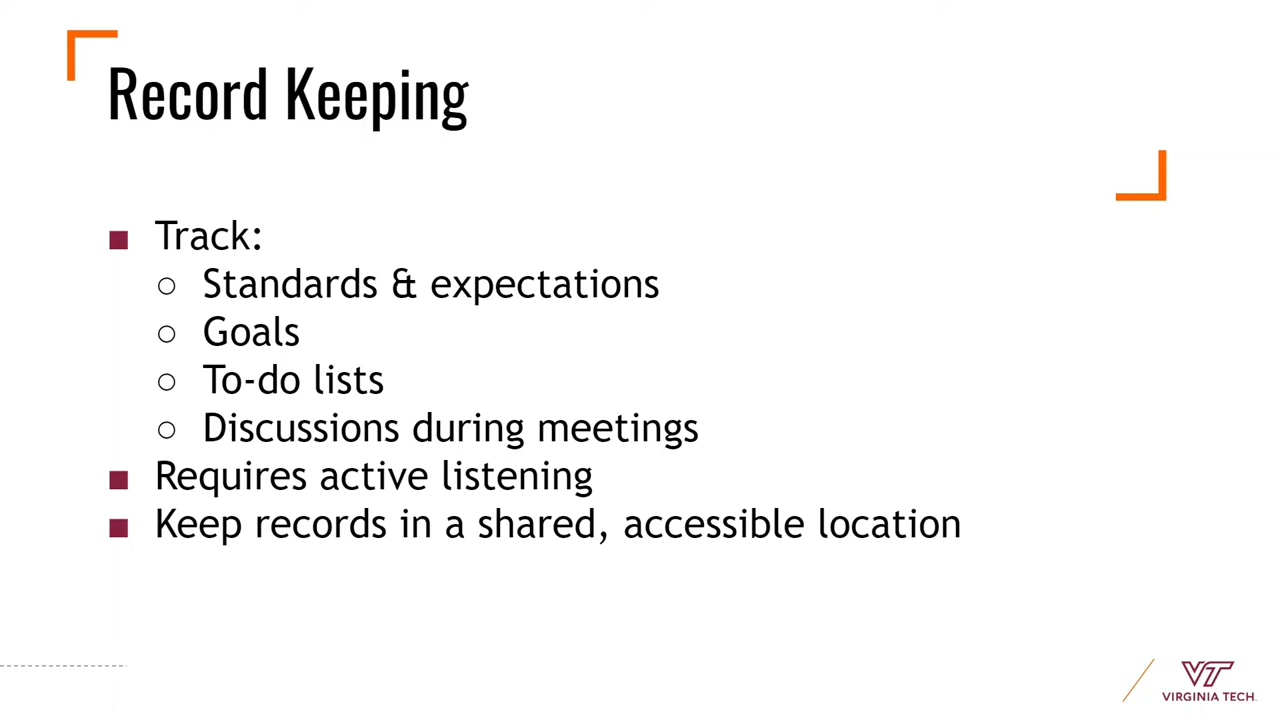 Record Keeping
■ Track:
○ Standards & expectations
○ Goals
○ To-do lists
○ Discussions during meetings
■ Requires active listening
■ Keep records in a shared, accessible location
VT
VIRGINIA TECH.